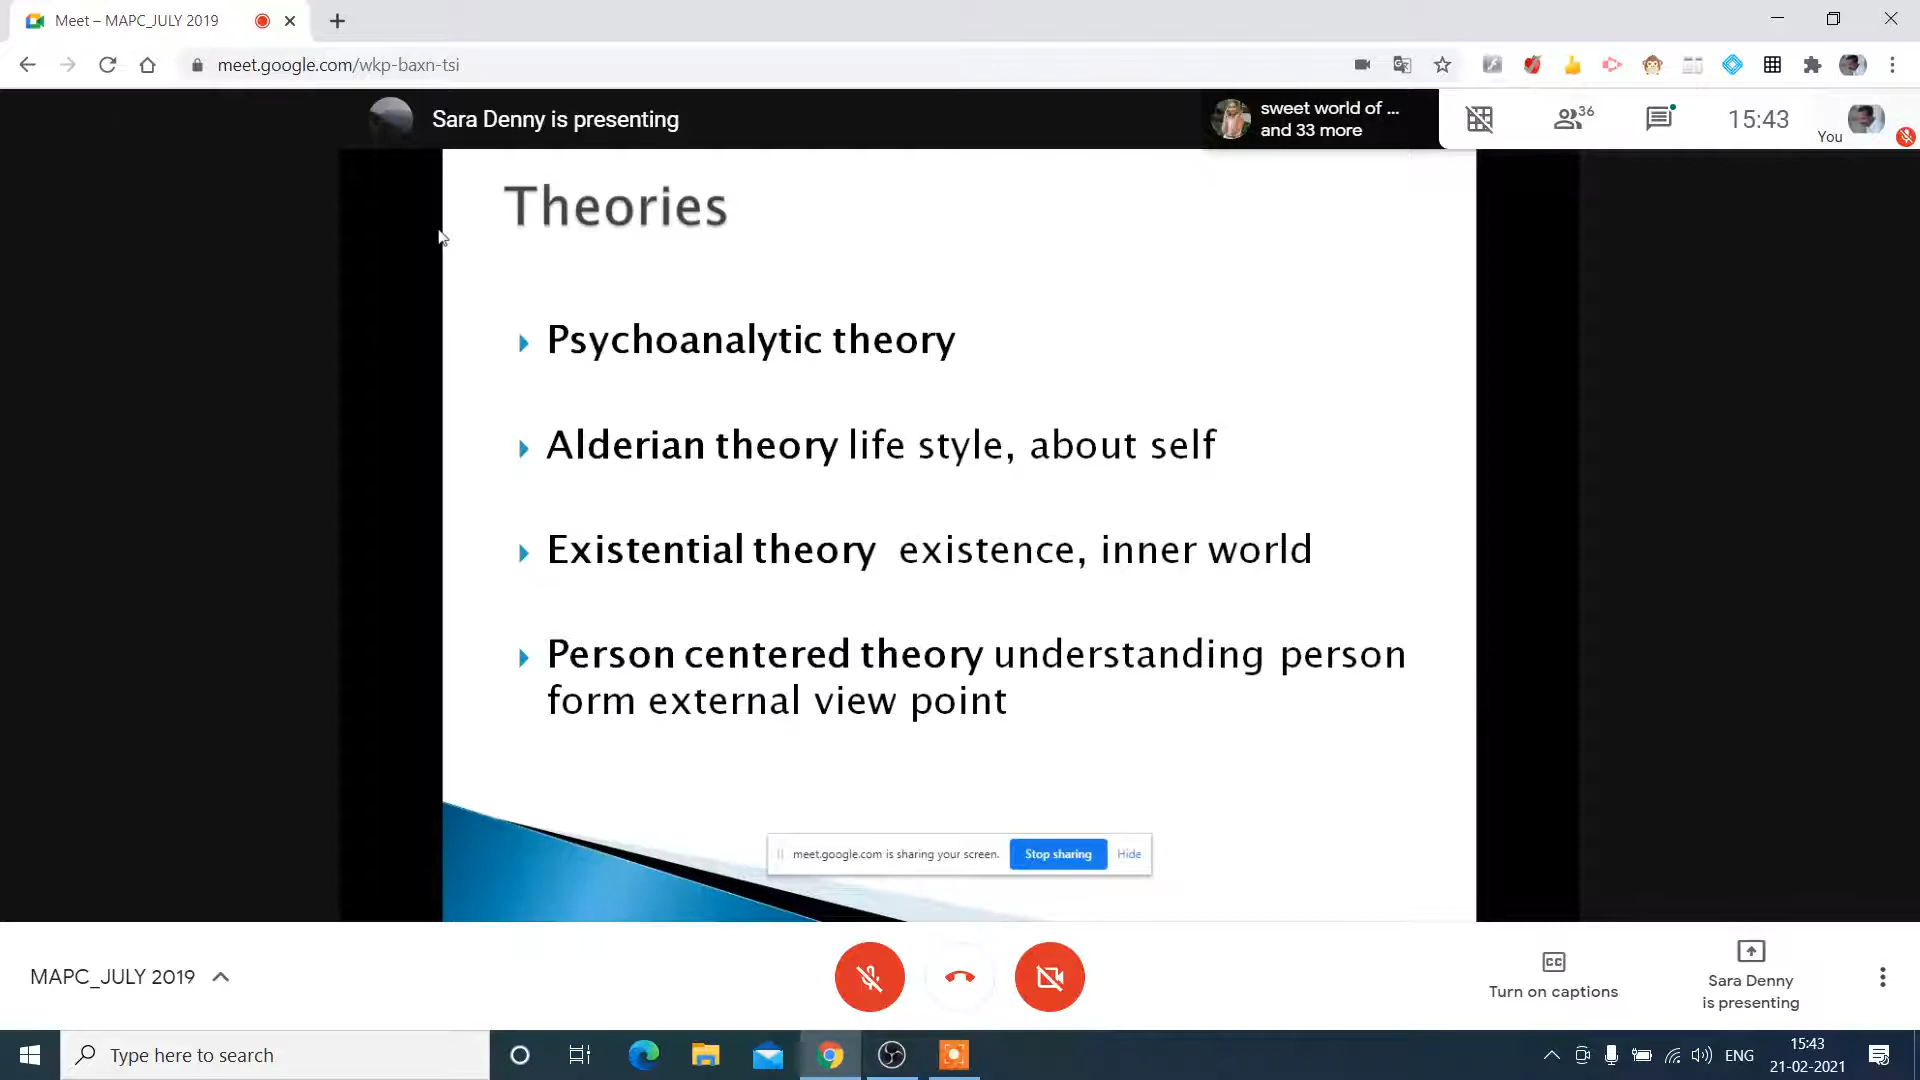 Meet – MAPC_JULY 2019
meet.google.com/wkp-baxn-tsi
Sara Denny is presenting
sweet world of ...
and 33 more
36
15:43
You
Theories
Psychoanalytic theory
Alderian theory life style, about self
Existential theory existence, inner world
Person centered theory understanding person
form external view point
meet.google.com is sharing your screen.
Stop sharing
Hide
MAPC_JULY 2019
CC
Turn on captions
Sara Denny
is presenting
Type here to search
ENG
15:43
21-02-2021